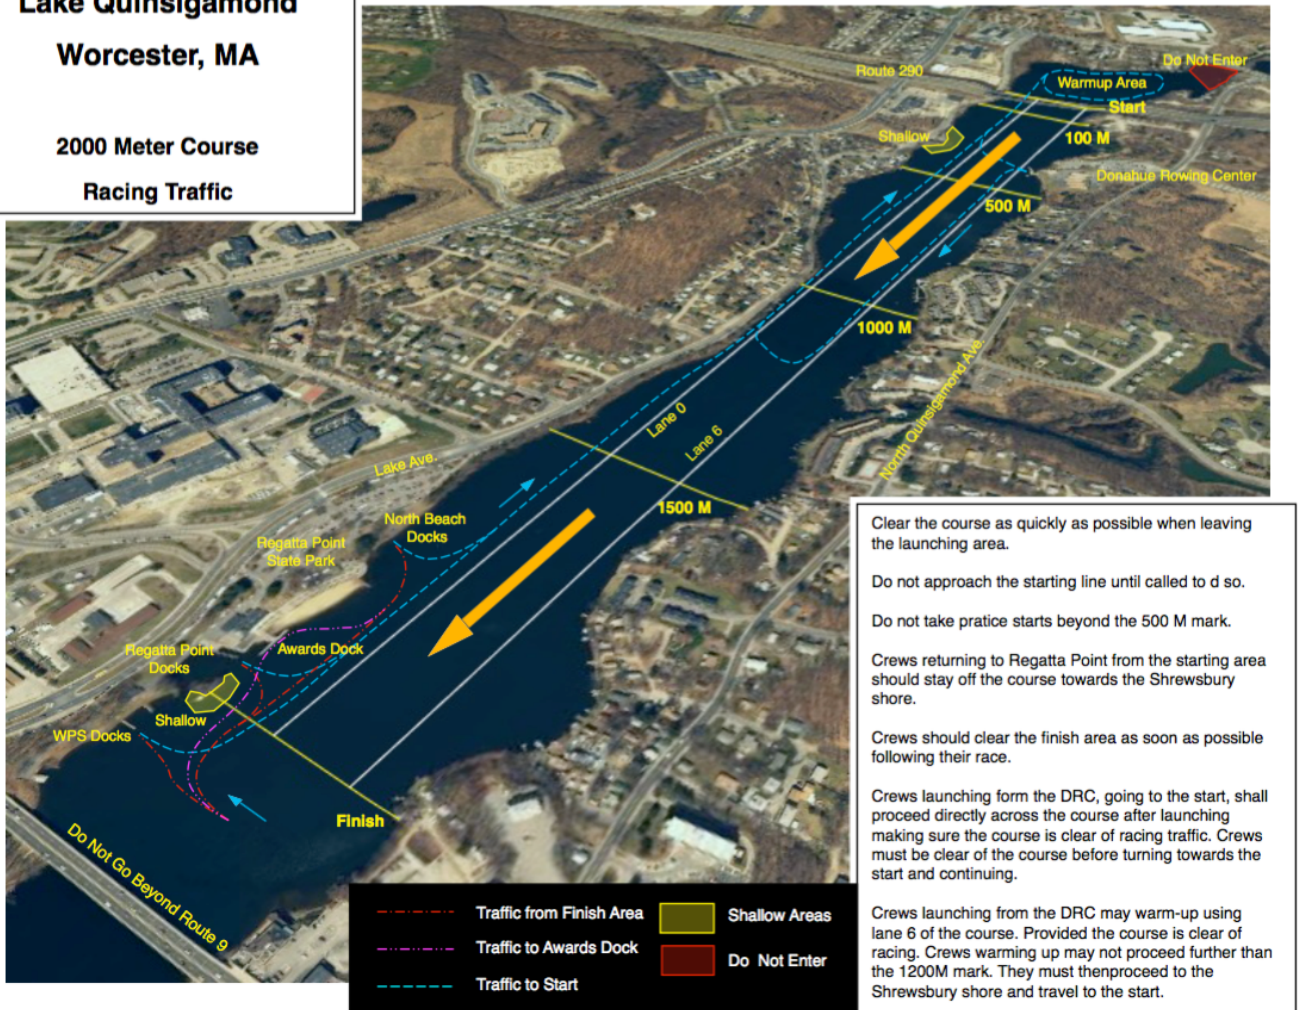 Lake Quinsigamond
Worcester, MA
2000 Meter Course
Racing Traffic
Route 290
Do Not Enter
Warmup Area
Start
100 M
Shallow
Donahue Rowing Center
500 M
1000 M
North Quinsigamond Ave.
Lane 0
Lane 6
Lake Ave.
1500 M
North Beach
Docks
Regatta Point
State Park
Awards Dock
Regatta Point
Docks
Shallow
WPS Docks
Finish
Do Not Go Beyond Route 9
Traffic from Finish Area
Traffic to Awards Dock
Traffic to Start
Shallow Areas
Do Not Enter
Clear the course as quickly as possible when leaving
the launching area.
Do not approach the starting line until called to d so.
Do not take pratice starts beyond the 500 M mark.
Crews returning to Regatta Point from the starting area
should stay off the course towards the Shrewsbury
shore.
Crews should clear the finish area as soon as possible
following their race.
Crews launching form the DRC, going to the start, shall
proceed directly across the course after launching
making sure the course is clear of racing traffic. Crews
must be clear of the course before turning towards the
start and continuing.
Crews launching from the DRC may warm-up using
lane 6 of the course. Provided the course is clear of
racing. Crews warming up may not proceed further than
the 1200M mark. They must thenproceed to the
Shrewsbury shore and travel to the start.